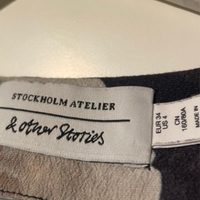 STOCKHOLM ATELIER
& other Stories
EUR 34
US 4
CN
160/80A
MADE IN